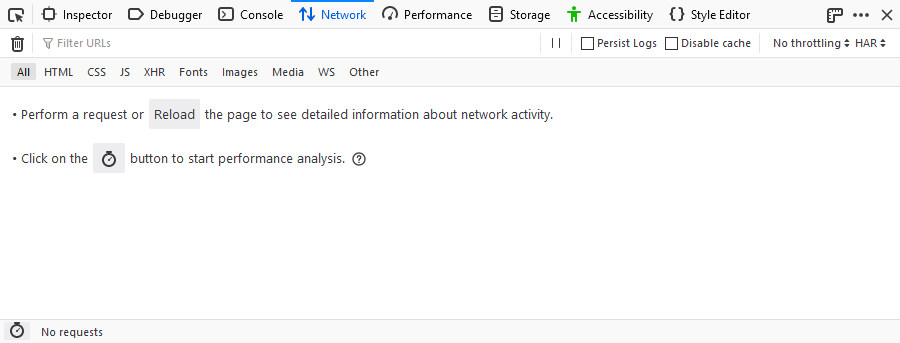 Inspector Debugger Console Network Performance Storage Accessibility Style Editor
Filter URLs Persist Logs Disable cache No throttling HAR
All HTML CSS JS XHR Fonts Images Media WS Other
• Perform a request or Reload the page to see detailed information about network activity.
• Click on the button to start performance analysis.
No requests